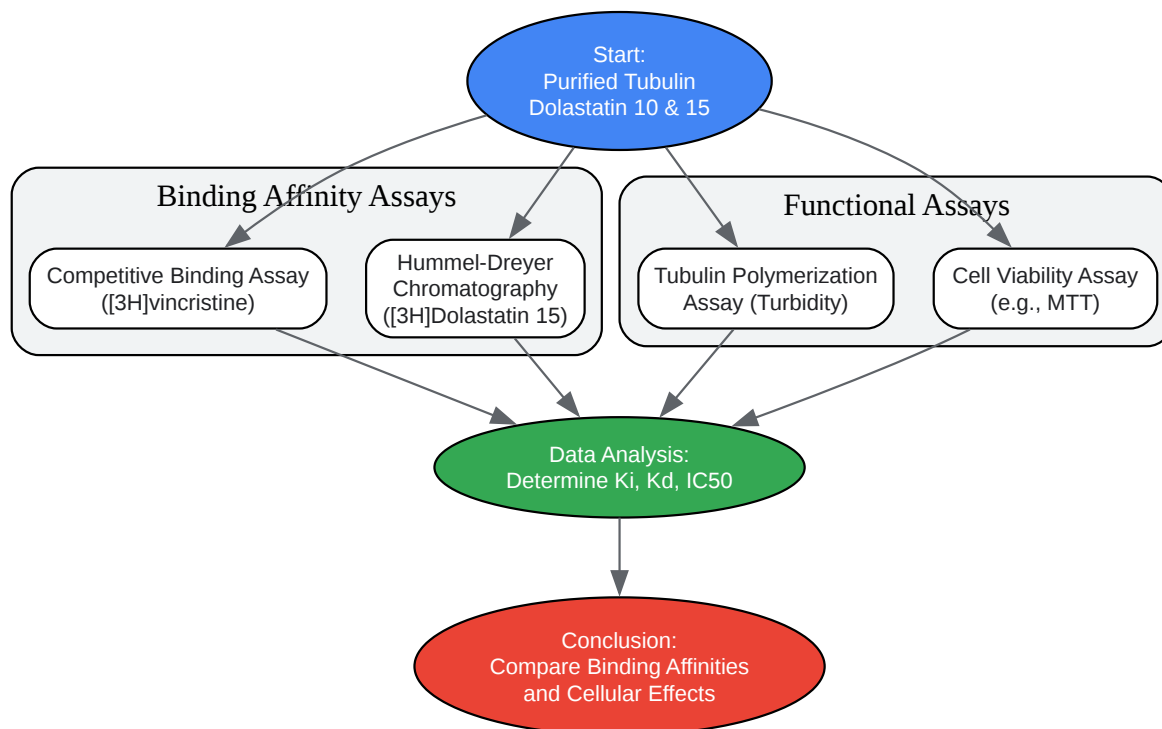 Start:
Purified Tubulin
Dolastatin 10 & 15
Binding Affinity Assays
Competitive Binding Assay
([3H]vincristine)
Hummel-Dreyer
Chromatography
([3H]Dolastatin 15)
Functional Assays
Tubulin Polymerization
Assay (Turbidity)
Cell Viability Assay
(e.g., MTT)
Data Analysis:
Determine Ki, Kd, IC50
Conclusion:
Compare Binding Affinities
and Cellular Effects